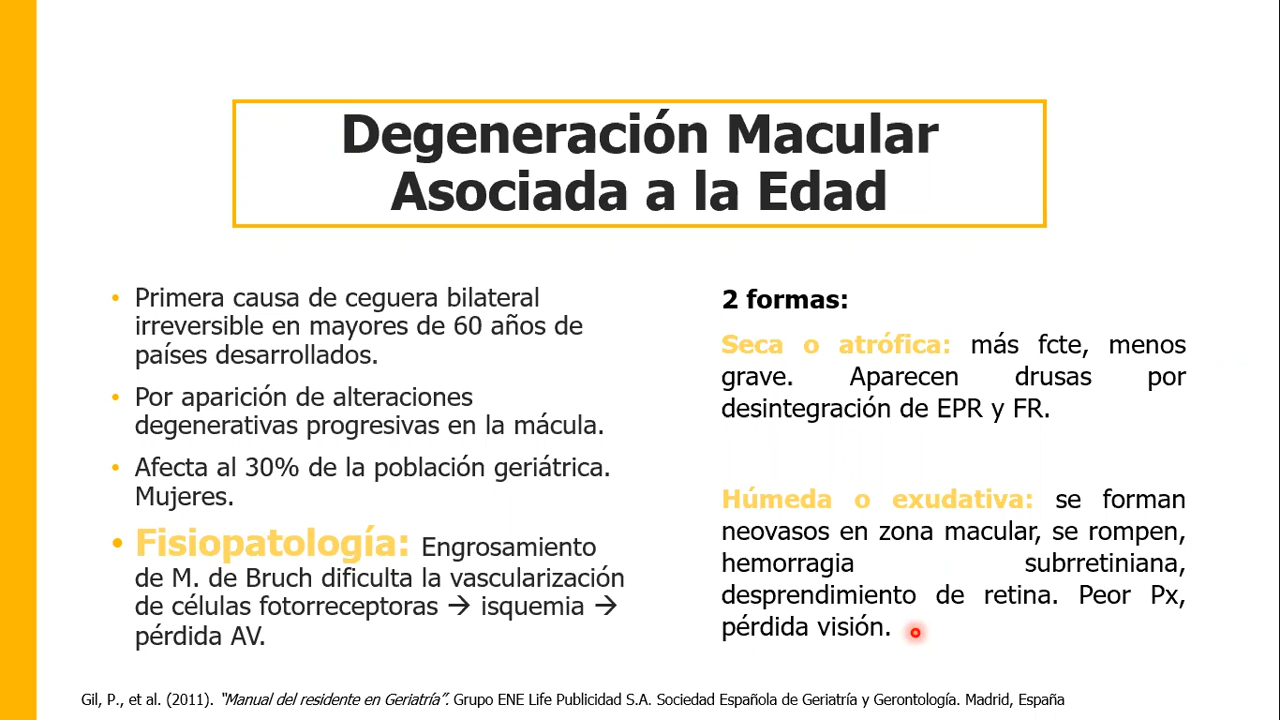 Degeneración Macular
Asociada a la Edad
• Primera causa de ceguera bilateral
irreversible en mayores de 60 años de
países desarrollados.
• Por aparición de alteraciones
degenerativas progresivas en la mácula.
• Afecta al 30% de la población geriátrica.
Mujeres.
• Fisiopatología: Engrosamiento
de M. de Bruch dificulta la vascularización
de células fotorreceptoras → isquemia →
pérdida AV.
2 formas:
Seca o atrófica: más fcte, menos
grave. Aparecen drusas por
desintegración de EPR y FR.
Húmeda o exudativa: se forman
neovasos en zona macular, se rompen,
hemorragia subrretiniana,
desprendimiento de retina. Peor Px,
pérdida visión.
Gil, P., et al. (2011). “Manual del residente en Geriatría”. Grupo ENE Life Publicidad S.A. Sociedad Española de Geriatría y Gerontología. Madrid, España